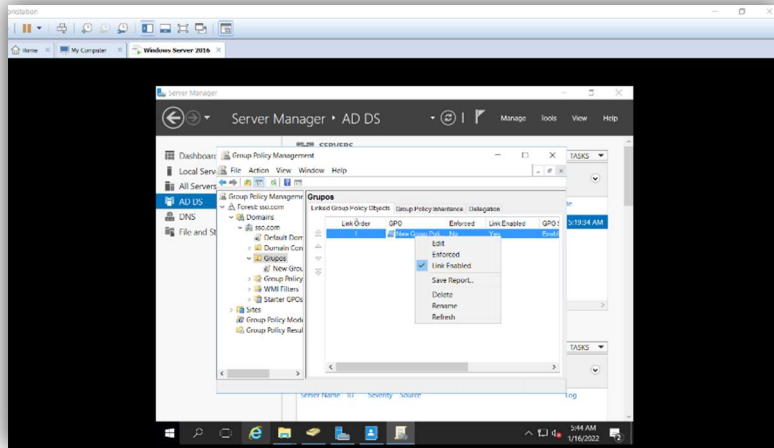 Home
My Computer
Windows Server 2016
Server Manager
Server Manager • AD DS
Manage Tools View Help
Dashboard
Local Serv
All Servers
AD DS
DNS
File and St
SERVERS
TASKS
5:19:34 AM
Group Policy Management
File Action View Window Help
Group Policy Manageme
Forest: sso.com
Domains
sso.com
Default Dom
Domain Con
Grupos
New Grou
Group Policy
WMI Filters
Starter GPOs
Sites
Group Policy Mode
Group Policy Resul
Grupos
Linked Group Policy Objects Group Policy Inheritance Delegation
Link Order GPO Enforced Link Enabled GPO S
1 New Group Poli No Yes Enabl
Edit
Enforced
Link Enabled
Save Report...
Delete
Rename
Refresh
TASKS
Server Name ID Severity Source Log
5:44 AM
1/16/2022